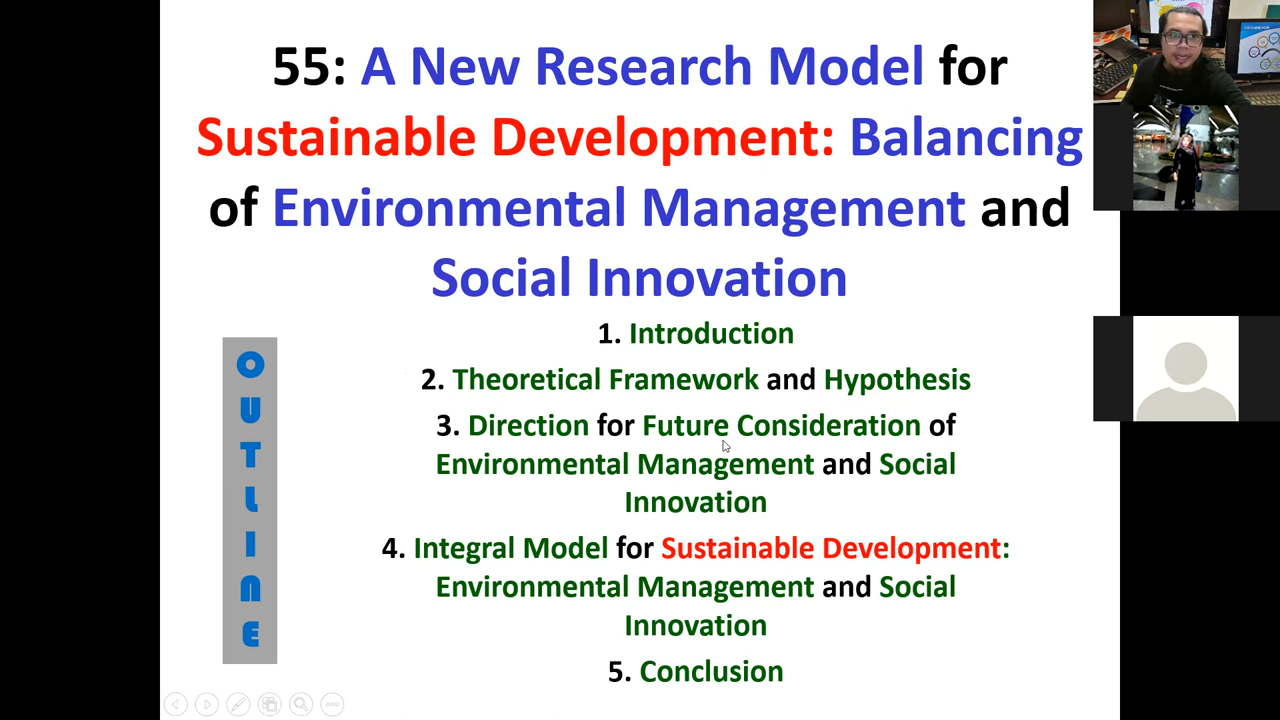 55: A New Research Model for
Sustainable Development: Balancing
of Environmental Management and
Social Innovation
OUTLINE
1. Introduction
2. Theoretical Framework and Hypothesis
3. Direction for Future Consideration of
Environmental Management and Social
Innovation
4. Integral Model for Sustainable Development:
Environmental Management and Social
Innovation
5. Conclusion